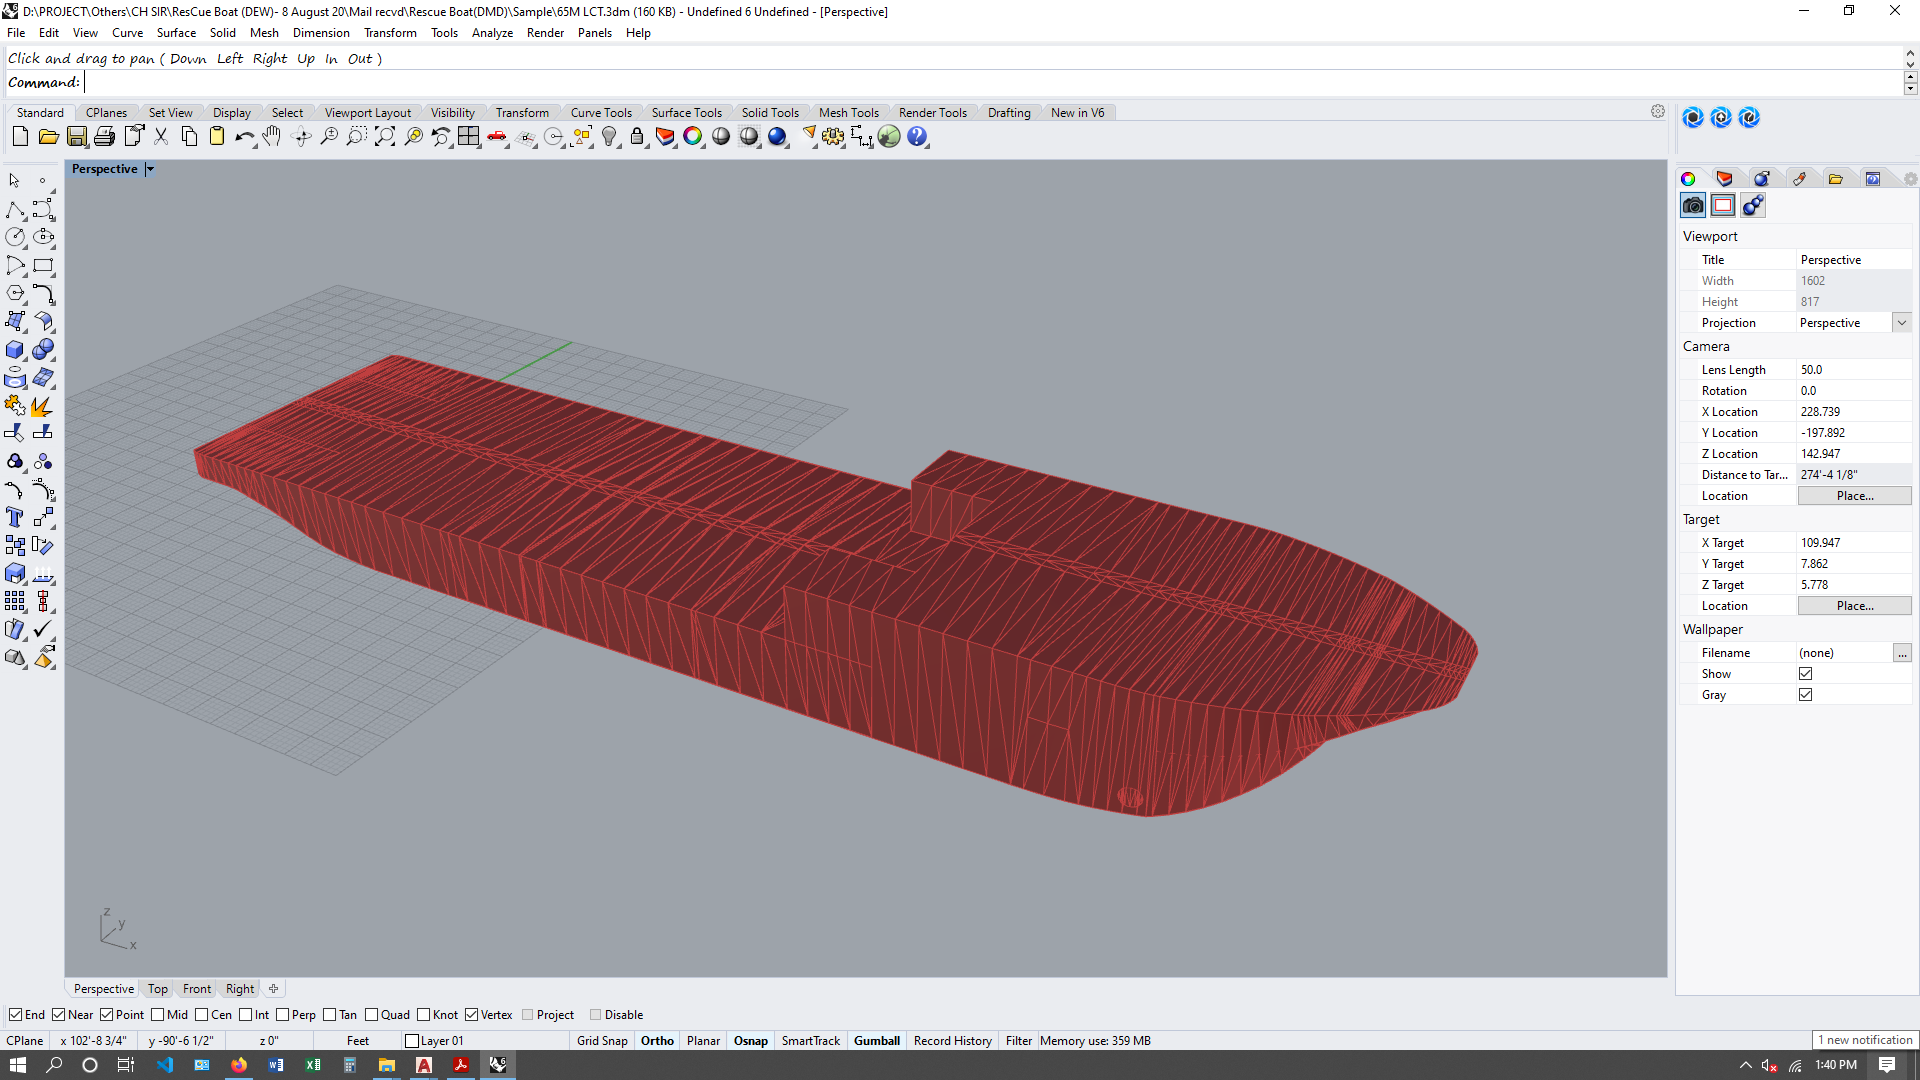 D:\PROJECT\Others\CH SIR\ResCue Boat (DEW)- 8 August 20\Mail recvd\Rescue Boat(DMD)\Sample\65M LCT.3dm (160 KB) - Undefined 6 Undefined - [Perspective]
File Edit View Curve Surface Solid Mesh Dimension Transform Tools Analyze Render Panels Help
Click and drag to pan ( Down Left Right Up In Out )
Command:
Standard CPlanes Set View Display Select Viewport Layout Visibility Transform Curve Tools Surface Tools Solid Tools Mesh Tools Render Tools Drafting New in V6
Perspective
Viewport
Title Perspective
Width 1602
Height 817
Projection Perspective
Camera
Lens Length 50.0
Rotation 0.0
X Location 228.739
Y Location -197.892
Z Location 142.947
Distance to Tar... 274'-4 1/8"
Location Place...
Target
X Target 109.947
Y Target 7.862
Z Target 5.778
Location Place...
Wallpaper
Filename (none) ...
Show
Gray
z
y
x
Perspective Top Front Right
End Near Point Mid Cen Int Perp Tan Quad Knot Vertex Project Disable
CPlane x 102'-8 3/4" y -90'-6 1/2" z 0" Feet Layer 01 Grid Snap Ortho Planar Osnap SmartTrack Gumball Record History Filter Memory use: 359 MB
1 new notification
1:40 PM